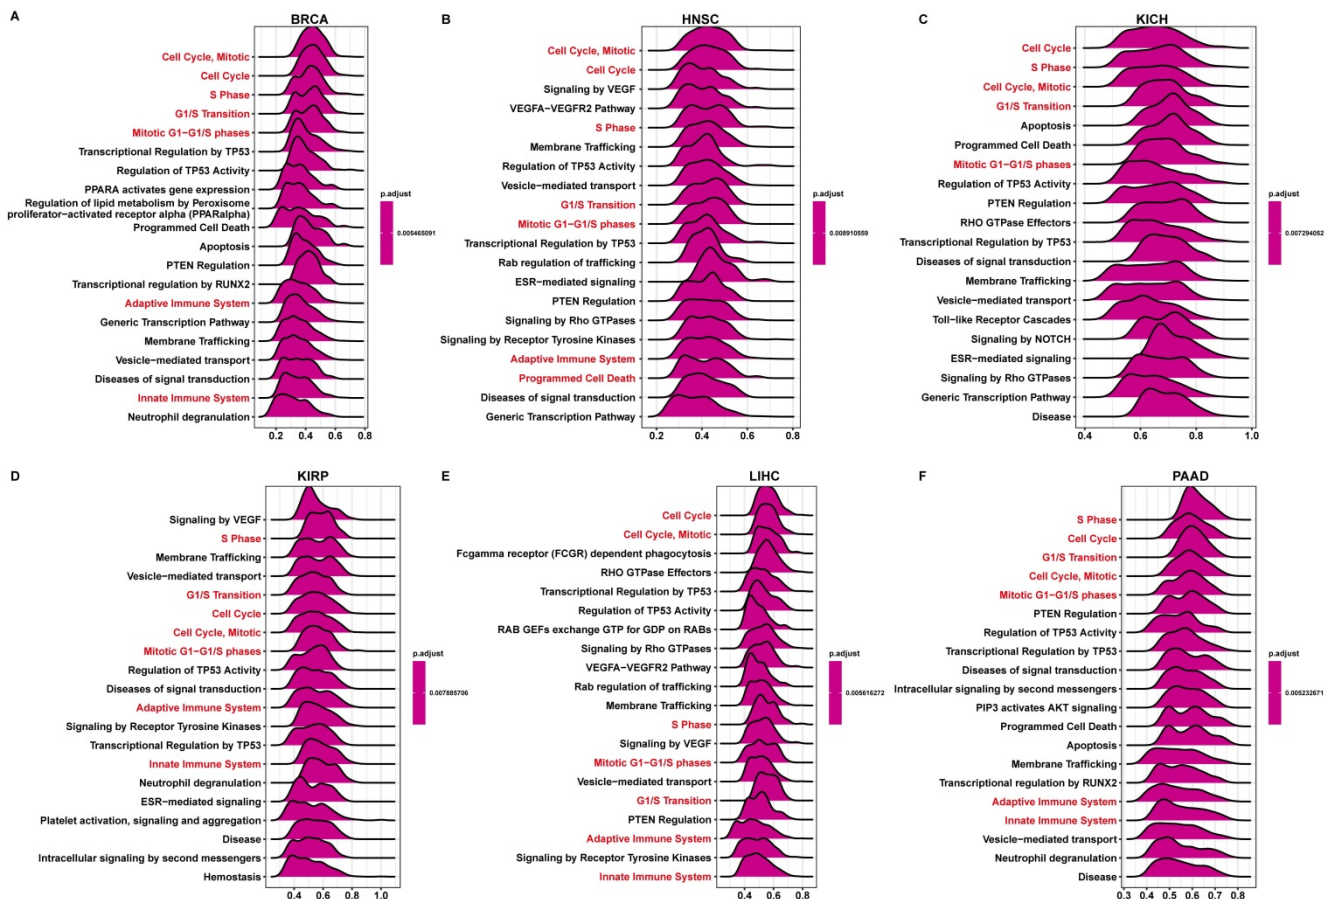 A
BRCA
Cell Cycle, Mitotic
Cell Cycle
S Phase
G1/S Transition
Mitotic G1−G1/S phases
Transcriptional Regulation by TP53
Regulation of TP53 Activity
PPARA activates gene expression
Regulation of lipid metabolism by Peroxisome
proliferator−activated receptor alpha (PPARalpha)
Programmed Cell Death
Apoptosis
PTEN Regulation
Transcriptional regulation by RUNX2
Adaptive Immune System
Generic Transcription Pathway
Membrane Trafficking
Vesicle−mediated transport
Diseases of signal transduction
Innate Immune System
Neutrophil degranulation
0.2 0.4 0.6 0.8
p.adjust
0.005465091
B
HNSC
Cell Cycle, Mitotic
Cell Cycle
Signaling by VEGF
VEGFA−VEGFR2 Pathway
S Phase
Membrane Trafficking
Regulation of TP53 Activity
Vesicle−mediated transport
G1/S Transition
Mitotic G1−G1/S phases
Transcriptional Regulation by TP53
Rab regulation of trafficking
ESR−mediated signaling
PTEN Regulation
Signaling by Rho GTPases
Signaling by Receptor Tyrosine Kinases
Adaptive Immune System
Programmed Cell Death
Diseases of signal transduction
Generic Transcription Pathway
0.2 0.4 0.6 0.8
p.adjust
0.008910559
C
KICH
Cell Cycle
S Phase
Cell Cycle, Mitotic
G1/S Transition
Apoptosis
Programmed Cell Death
Mitotic G1−G1/S phases
Regulation of TP53 Activity
PTEN Regulation
RHO GTPase Effectors
Transcriptional Regulation by TP53
Diseases of signal transduction
Membrane Trafficking
Vesicle−mediated transport
Toll−like Receptor Cascades
Signaling by NOTCH
ESR−mediated signaling
Signaling by Rho GTPases
Generic Transcription Pathway
Disease
0.4 0.6 0.8 1.0
p.adjust
0.007294052
D
KIRP
Signaling by VEGF
S Phase
Membrane Trafficking
Vesicle−mediated transport
G1/S Transition
Cell Cycle
Cell Cycle, Mitotic
Mitotic G1−G1/S phases
Regulation of TP53 Activity
Diseases of signal transduction
Adaptive Immune System
Signaling by Receptor Tyrosine Kinases
Transcriptional Regulation by TP53
Innate Immune System
Neutrophil degranulation
ESR−mediated signaling
Platelet activation, signaling and aggregation
Disease
Intracellular signaling by second messengers
Hemostasis
0.4 0.6 0.8 1.0
p.adjust
0.007885706
E
LIHC
Cell Cycle
Cell Cycle, Mitotic
Fcgamma receptor (FCGR) dependent phagocytosis
RHO GTPase Effectors
Transcriptional Regulation by TP53
Regulation of TP53 Activity
RAB GEFs exchange GTP for GDP on RABs
Signaling by Rho GTPases
VEGFA−VEGFR2 Pathway
Rab regulation of trafficking
Membrane Trafficking
S Phase
Signaling by VEGF
Mitotic G1−G1/S phases
Vesicle−mediated transport
G1/S Transition
PTEN Regulation
Adaptive Immune System
Signaling by Receptor Tyrosine Kinases
Innate Immune System
0.4 0.6 0.8
p.adjust
0.005616272
F
PAAD
S Phase
Cell Cycle
G1/S Transition
Cell Cycle, Mitotic
Mitotic G1−G1/S phases
PTEN Regulation
Regulation of TP53 Activity
Transcriptional Regulation by TP53
Diseases of signal transduction
Intracellular signaling by second messengers
PIP3 activates AKT signaling
Programmed Cell Death
Apoptosis
Membrane Trafficking
Transcriptional regulation by RUNX2
Adaptive Immune System
Innate Immune System
Vesicle−mediated transport
Neutrophil degranulation
Disease
0.3 0.4 0.5 0.6 0.7 0.8
p.adjust
0.005232671